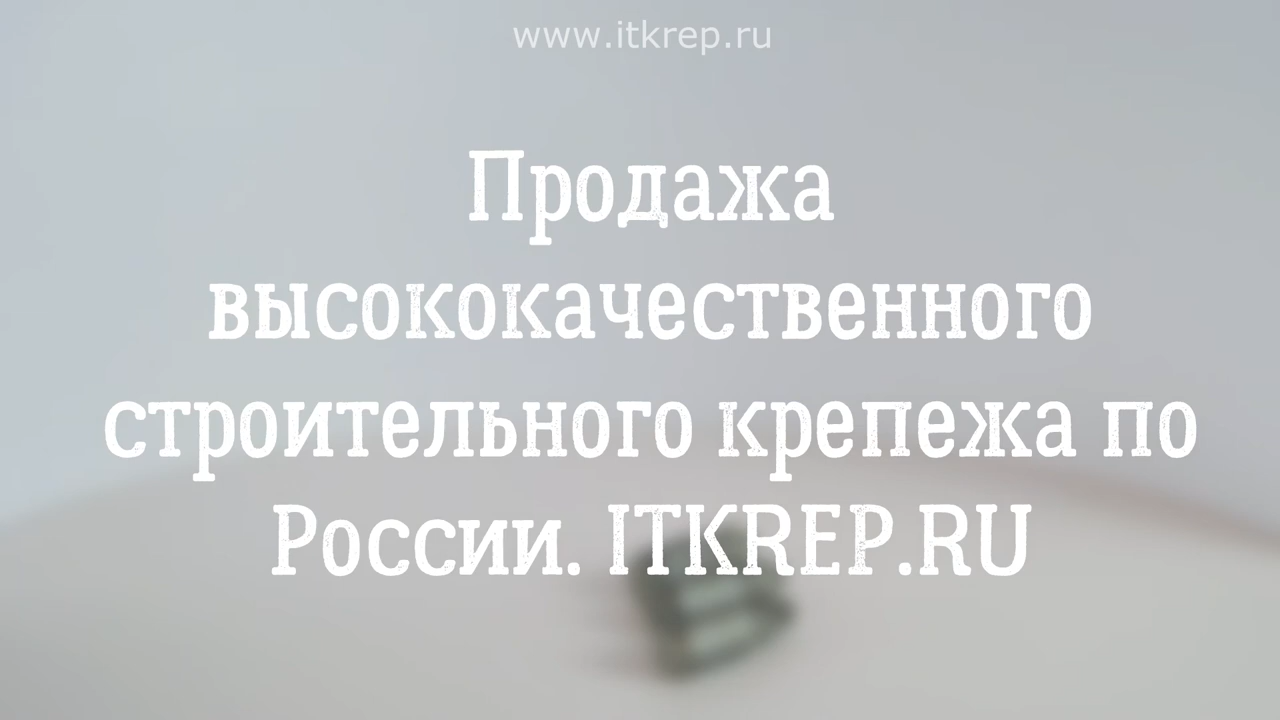 www.itkrep.ru
Продажа
высококачественного
строительного крепежа по
России. ITKREP.RU